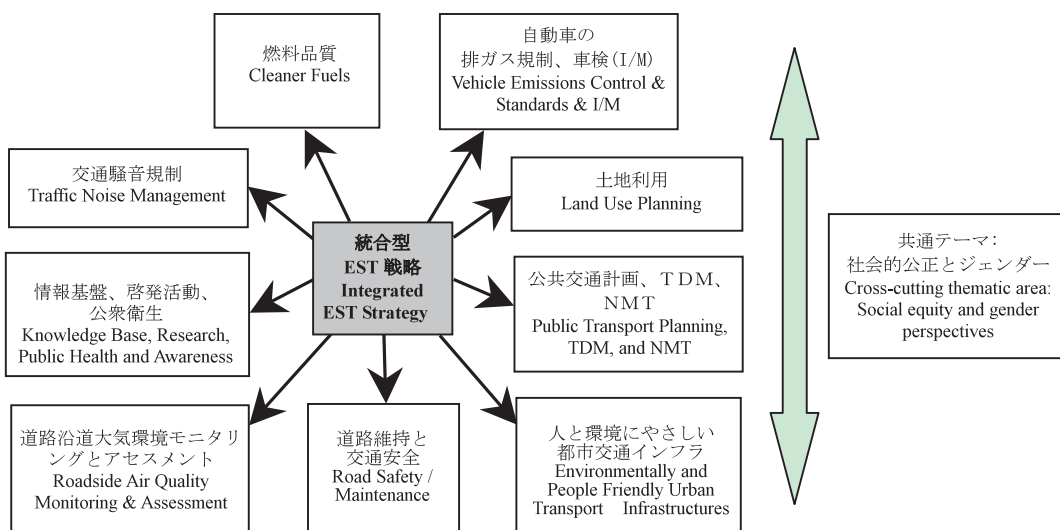 燃料品質
Cleaner Fuels
自動車の
排ガス規制、車検(I/M)
Vehicle Emissions Control &
Standards & I/M
交通騒音規制
Traffic Noise Management
土地利用
Land Use Planning
統合型
EST 戦略
Integrated
EST Strategy
情報基盤、啓発活動、
公衆衛生
Knowledge Base, Research,
Public Health and Awareness
公共交通計画、ＴＤＭ、
NMT
Public Transport Planning,
TDM, and NMT
道路沿道大気環境モニタリ
ングとアセスメント
Roadside Air Quality
Monitoring & Assessment
道路維持と
交通安全
Road Safety /
Maintenance
人と環境にやさしい
都市交通インフラ
Environmentally and
People Friendly Urban
Transport Infrastructures
共通テーマ：
社会的公正とジェンダー
Cross-cutting thematic area:
Social equity and gender
perspectives